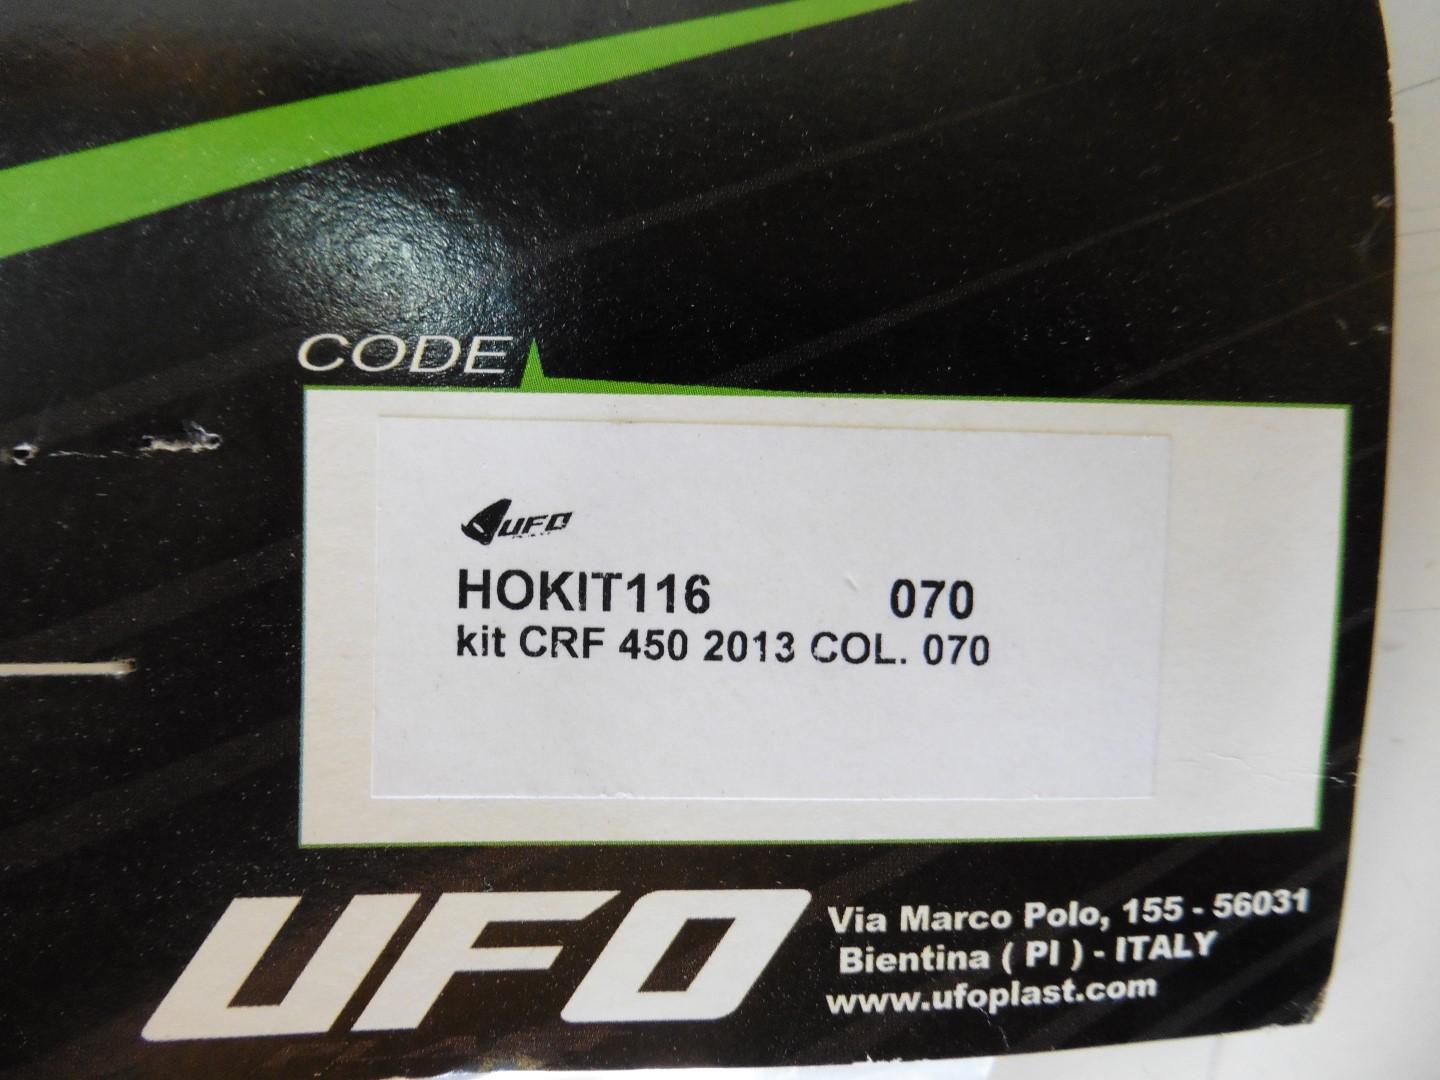 CODE
UFO
HOKIT116 070
kit CRF 450 2013 COL. 070
UFO
Via Marco Polo, 155 - 56031
Bientina ( PI ) - ITALY
www.ufoplast.com